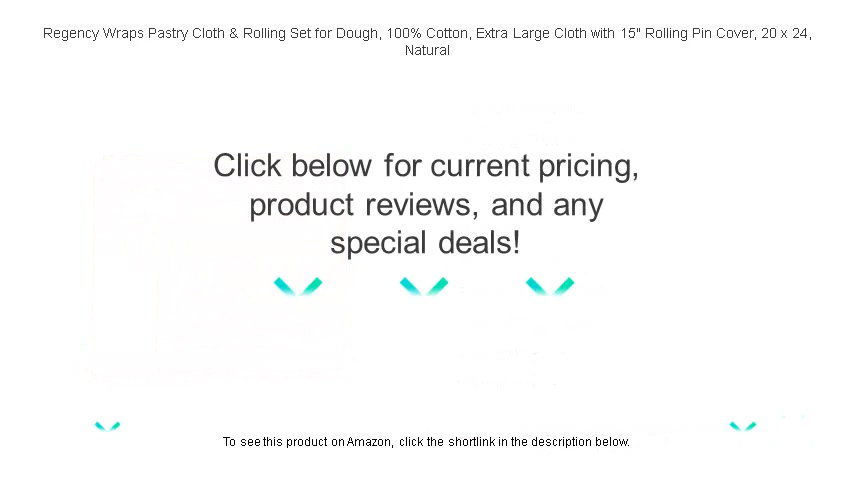 Regency Wraps Pastry Cloth & Rolling Set for Dough, 100% Cotton, Extra Large Cloth with 15" Rolling Pin Cover, 20 x 24,
Natural
Click below for current pricing,
product reviews, and any
special deals!
To see this product on Amazon, click the shortlink in the description below.